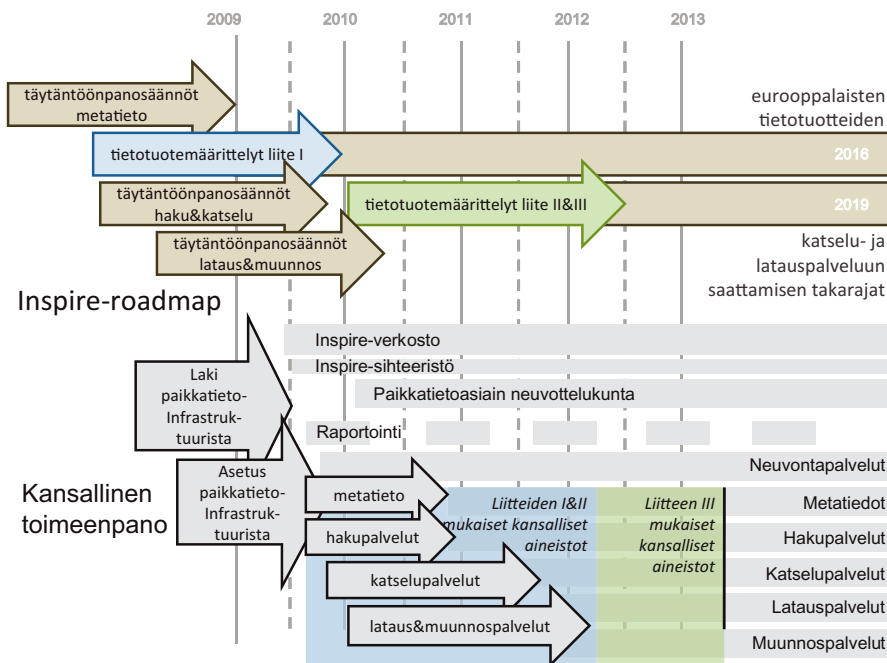 2009 2010 2011 2012 2013
täytäntöönpanosäännöt
metatieto
eurooppalaisten
tietotuotteiden
tietotuotemäärittelyt liite I
2016
täytäntöönpanosäännöt
haku&katselu
tietotuotemäärittelyt liite II&III
2019
täytäntöönpanosäännöt
lataus&muunnos
katselu- ja
latauspalveluun
saattamisen takarajat
Inspire-roadmap
Inspire-verkosto
Inspire-sihteeristö
Laki
paikkatieto-
Infrastruk-
tuurista
Paikkatietoasiain neuvottelukunta
Raportointi
Neuvontapalvelut
Kansallinen
toimeenpano
Asetus
paikkatieto-
Infrastruk-
tuurista
metatieto
Liitteiden I&II
mukaiset kansalliset
aineistot
Liitteen III
mukaiset
kansalliset
aineistot
Metatiedot
hakupalvelut
Hakupalvelut
katselupalvelut
Katselupalvelut
lataus&muunnospalvelut
Latauspalvelut
Muunnospalvelut